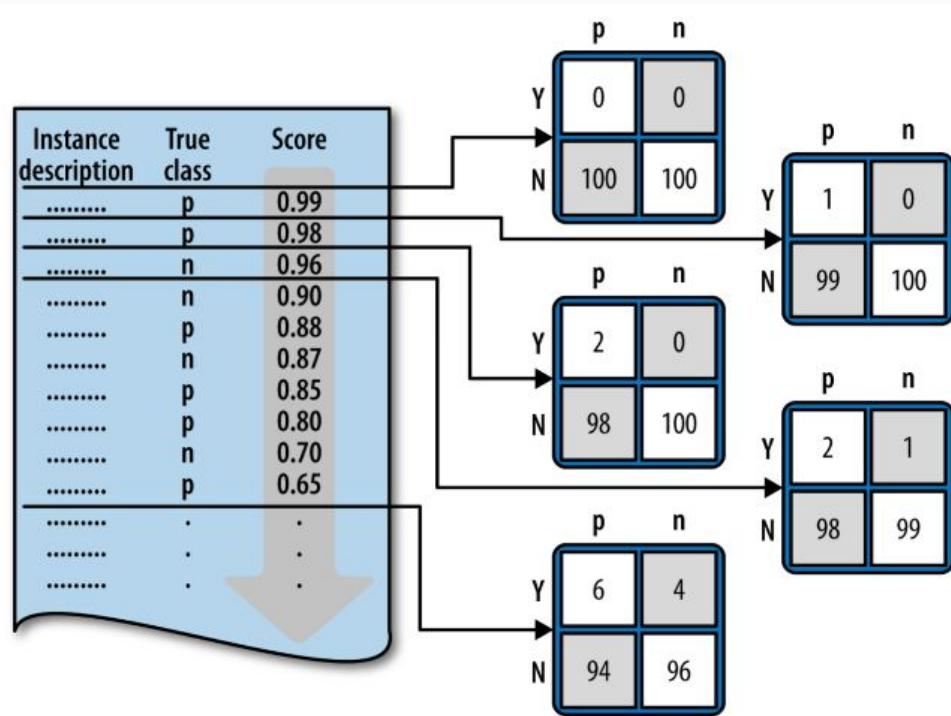 Instance description True class Score
......... p 0.99
......... p 0.98
......... n 0.96
......... n 0.90
......... p 0.88
......... n 0.87
......... p 0.85
......... p 0.80
......... n 0.70
......... p 0.65
......... . .
......... . .
......... . .
p n
Y 0 0
N 100 100
p n
Y 1 0
N 99 100
p n
Y 2 0
N 98 100
p n
Y 2 1
N 98 99
p n
Y 6 4
N 94 96